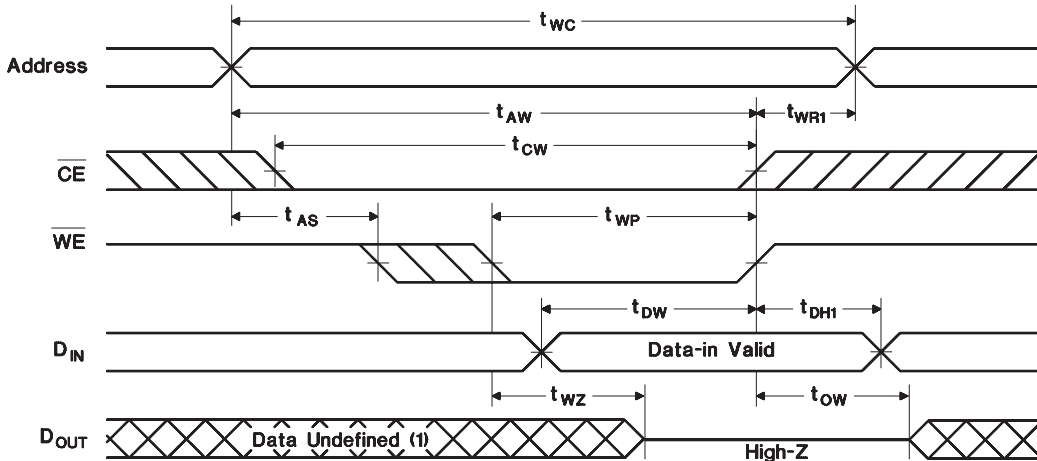 tWC
Address
tAW
tWR1
tCW
CE
tAS
tWP
WE
tDW
tDH1
DIN
Data-in Valid
tWZ
tOW
DOUT
Data Undefined (1)
High-Z